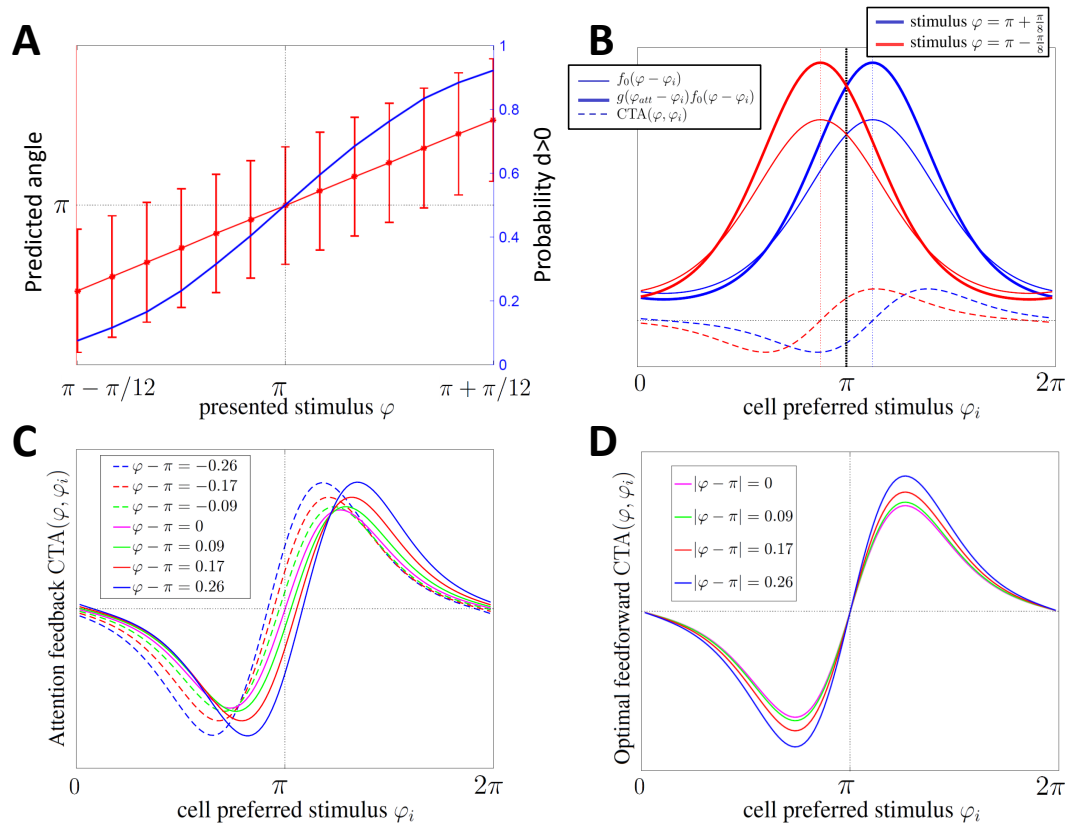 A
Predicted angle
π
1
0.8
0.6
0.4
0.2
0
Probability d>0
π − π/12
π
π + π/12
presented stimulus φ
B
stimulus φ = π + π/8
stimulus φ = π − π/8
f₀(φ − φᵢ)
g(φₐₜₜ − φᵢ)f₀(φ − φᵢ)
CTA(φ, φᵢ)
0
π
2π
cell preferred stimulus φᵢ
C
Attention feedback CTA(φ, φᵢ)
φ − π = −0.26
φ − π = −0.17
φ − π = −0.09
φ − π = 0
φ − π = 0.09
φ − π = 0.17
φ − π = 0.26
0
π
2π
cell preferred stimulus φᵢ
D
Optimal feedforward CTA(φ, φᵢ)
|φ − π| = 0
|φ − π| = 0.09
|φ − π| = 0.17
|φ − π| = 0.26
0
π
2π
cell preferred stimulus φᵢ